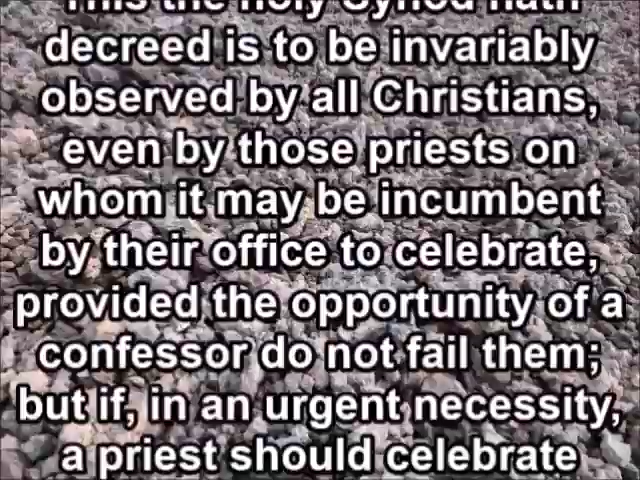 This the holy Synod hath
decreed is to be invariably
observed by all Christians,
even by those priests on
whom it may be incumbent
by their office to celebrate,
provided the opportunity of a
confessor do not fail them;
but if, in an urgent necessity,
a priest should celebrate